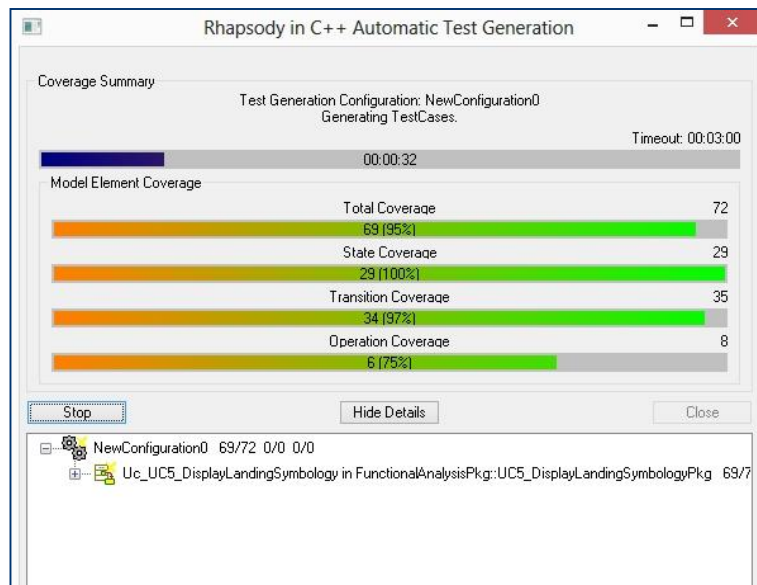 Rhapsody in C++ Automatic Test Generation
Coverage Summary
Test Generation Configuration: NewConfiguration0
Generating TestCases.
Timeout: 00:03:00
00:00:32
Model Element Coverage
Total Coverage 72
69 (95%)
State Coverage 29
29 (100%)
Transition Coverage 35
34 (97%)
Operation Coverage 8
6 (75%)
Stop Hide Details Close
NewConfiguration0 69/72 0/0 0/0
Uc_UC5_DisplayLandingSymbology in FunctionalAnalysisPkg::UC5_DisplayLandingSymbologyPkg 69/7